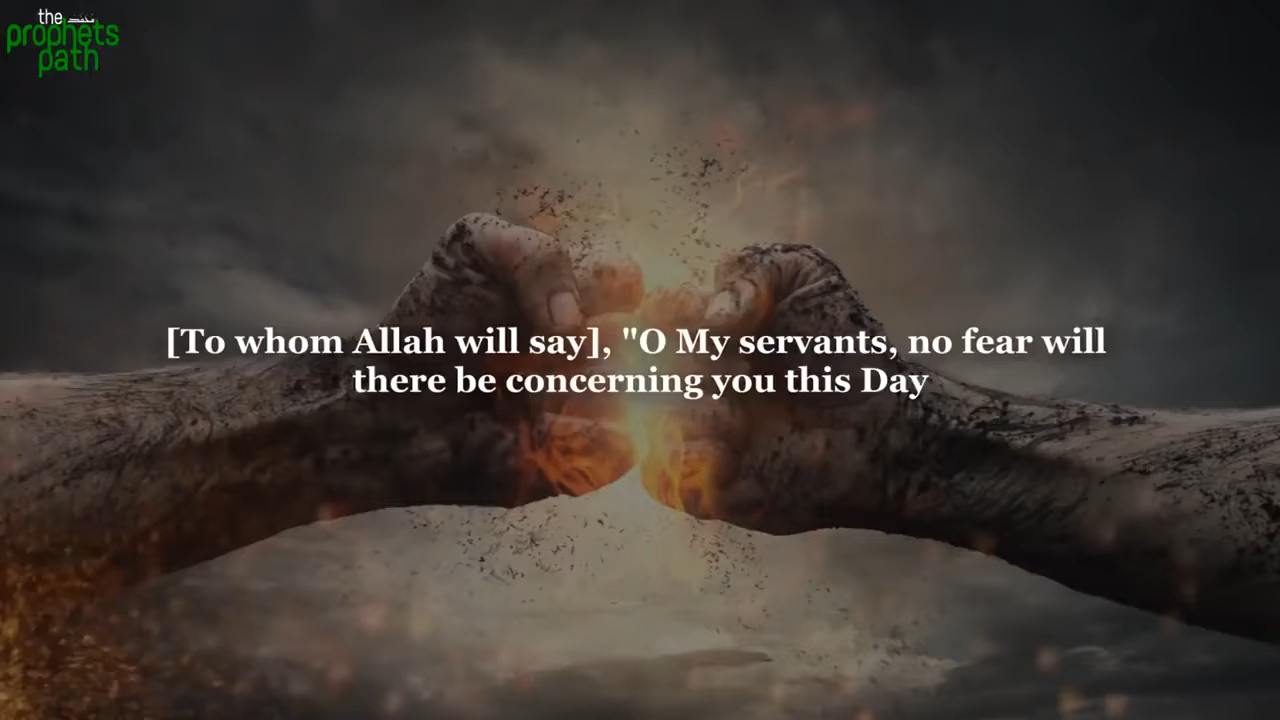 the محمد
prophets
path
[To whom Allah will say], "O My servants, no fear will
there be concerning you this Day